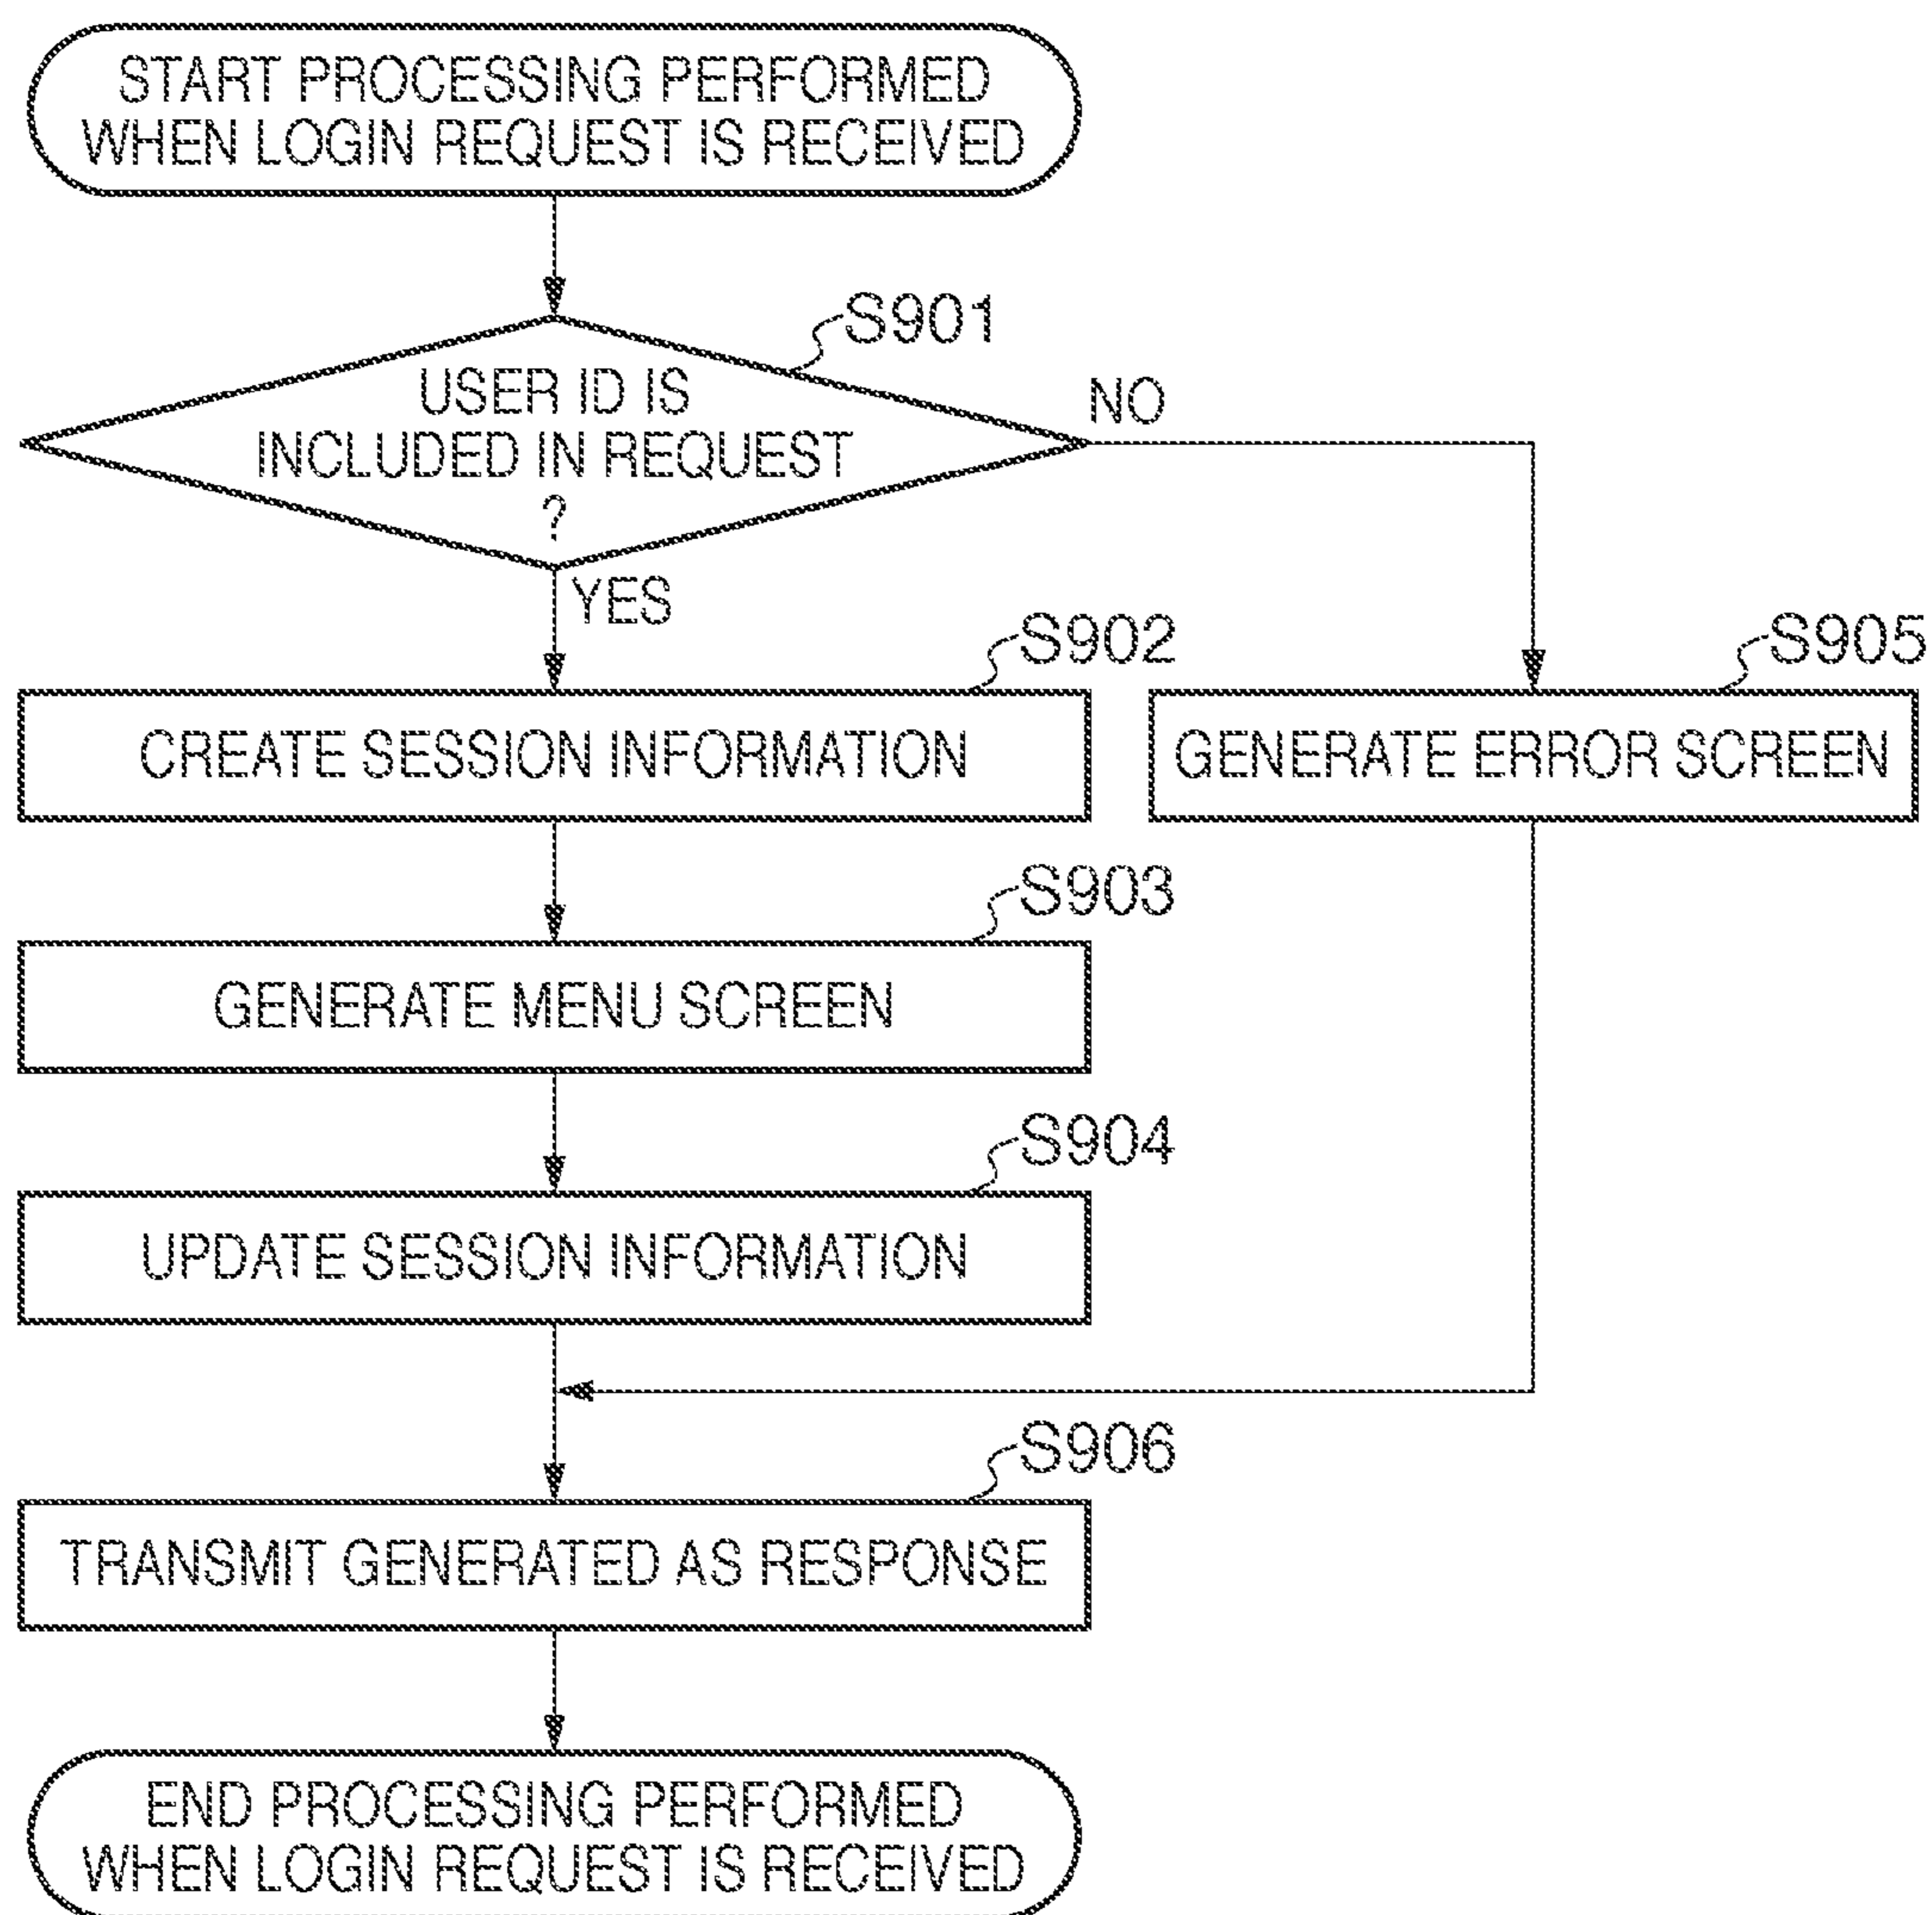 START PROCESSING PERFORMED
WHEN LOGIN REQUEST IS RECEIVED
S901
USER ID IS
INCLUDED IN REQUEST
?
NO
YES
S902
CREATE SESSION INFORMATION
S905
GENERATE ERROR SCREEN
S903
GENERATE MENU SCREEN
S904
UPDATE SESSION INFORMATION
S906
TRANSMIT GENERATED AS RESPONSE
END PROCESSING PERFORMED
WHEN LOGIN REQUEST IS RECEIVED